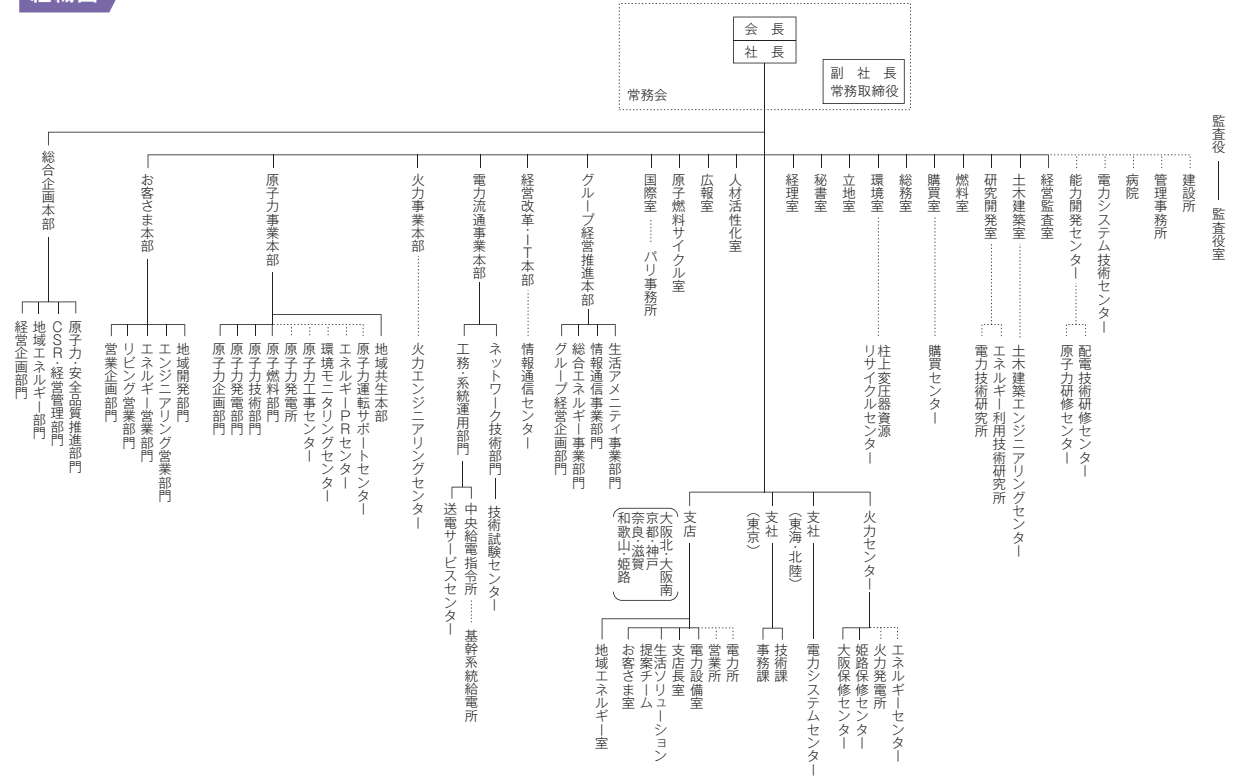 組織図
会長
社長
副社長
常務取締役
常務会
監査役
監査役室
総合企画本部
お客さま本部
原子力事業本部
火力事業本部
電力流通事業本部
経営改革・IT本部
グループ経営推進本部
国際室
パリ事務所
原子燃料サイクル室
広報室
人材活性化室
経理室
秘書室
立地室
環境室
総務室
購買室
燃料室
研究開発室
土木建築室
経営監査室
能力開発センター
電力システム技術センター
病院
管理事務所
建設所
経営企画部門
地域エネルギー部門
CSR・経営管理部門
原子力・安全品質推進部門
営業企画部門
リビング営業部門
エネルギー営業部門
エンジニアリング営業部門
地域開発部門
原子力企画部門
原子力発電部門
原子力技術部門
原子燃料部門
原子力発電所
原子力工事センター
環境モニタリングセンター
エネルギーPRセンター
原子力運転サポートセンター
地域共生本部
火力エンジニアリングセンター
工務・系統運用部門
ネットワーク技術部門
送電サービスセンター
中央給電指令所
基幹系統給電所
技術試験センター
情報通信センター
グループ経営企画部門
総合エネルギー事業部門
情報通信事業部門
生活アメニティ事業部門
柱上変圧器資源
リサイクルセンター
購買センター
電力技術研究所
エネルギー利用技術研究所
土木建築エンジニアリングセンター
原子力研修センター
配電技術研修センター
支店
大阪北・大阪南
京都・神戸
奈良・滋賀
和歌山・姫路
支社
（東京）
支社
（東海・北陸）
火力センター
地域エネルギー室
お客さま室
生活ソリューション
提案チーム
支店長室
電力設備室
営業所
電力所
事務課
技術課
電力システムセンター
大阪保修センター
姫路保修センター
火力発電所
エネルギーセンター